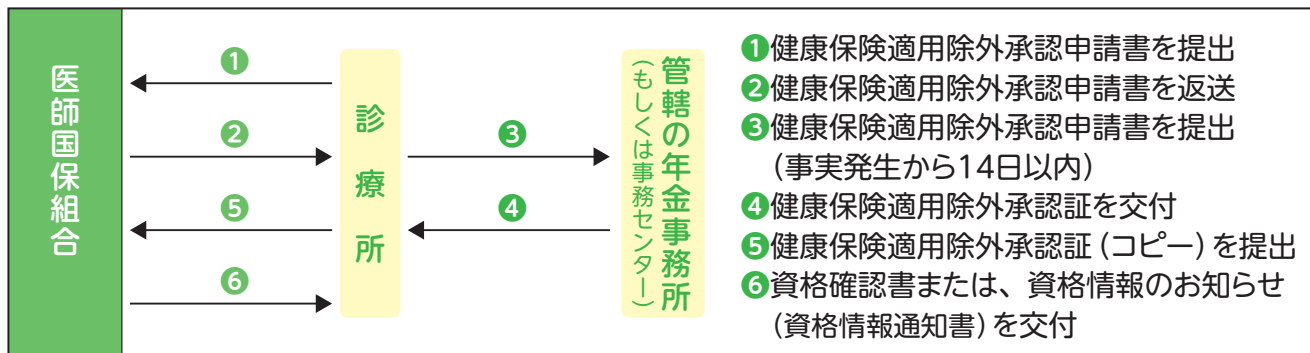 医師国保組合
❶
❷
❺
❻
診療所
❸
❹
管轄の年金事務所
(もしくは事務センター)
❶健康保険適用除外承認申請書を提出
❷健康保険適用除外承認申請書を返送
❸健康保険適用除外承認申請書を提出
(事実発生から14日以内)
❹健康保険適用除外承認証を交付
❺健康保険適用除外承認証(コピー)を提出
❻資格確認書または、資格情報のお知らせ
(資格情報通知書)を交付